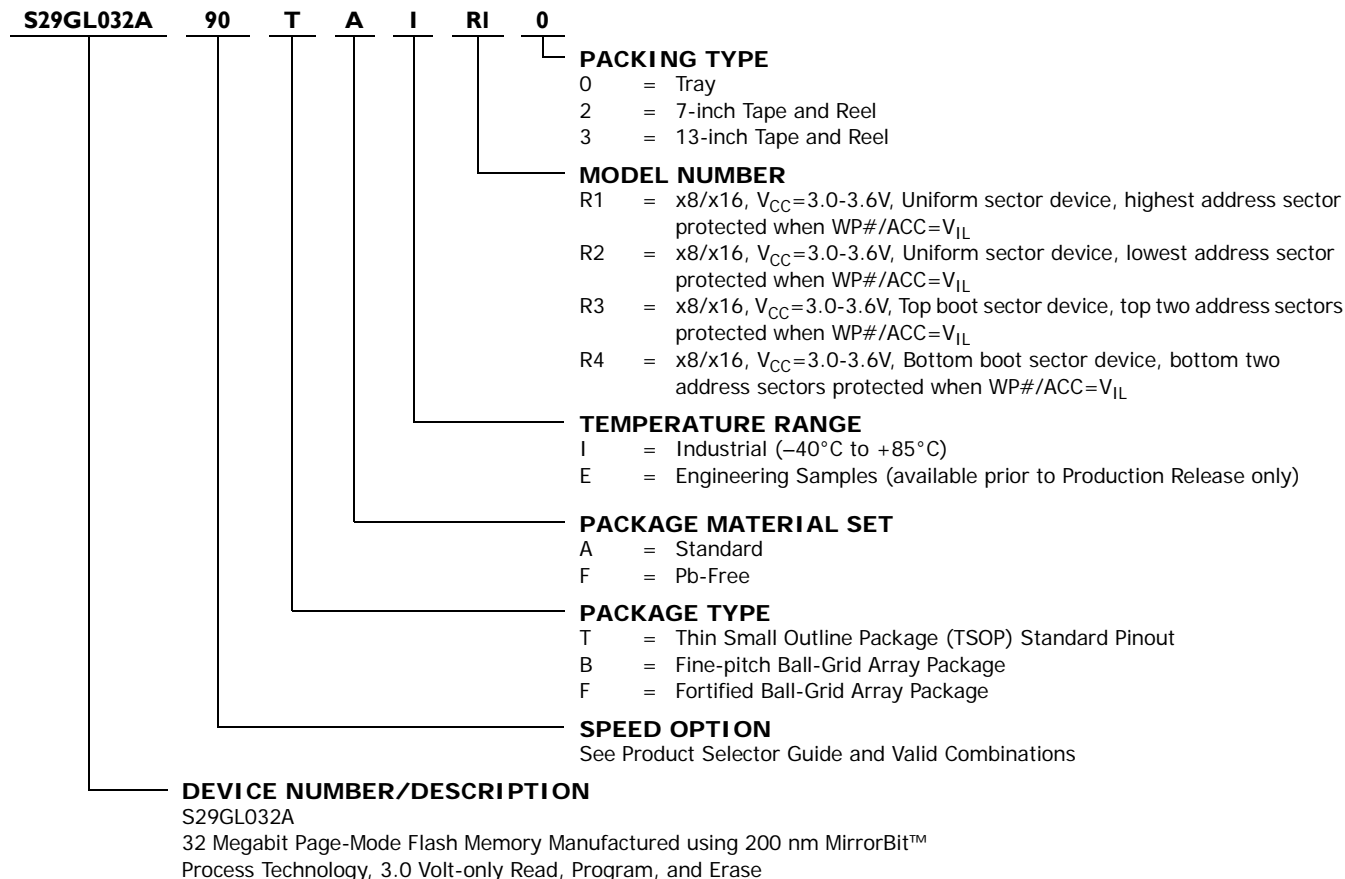 S29GL032A 90 T A I R1 0
PACKING TYPE
0 = Tray
2 = 7-inch Tape and Reel
3 = 13-inch Tape and Reel
MODEL NUMBER
R1 = x8/x16, VCC=3.0-3.6V, Uniform sector device, highest address sector
protected when WP#/ACC=VIL
R2 = x8/x16, VCC=3.0-3.6V, Uniform sector device, lowest address sector
protected when WP#/ACC=VIL
R3 = x8/x16, VCC=3.0-3.6V, Top boot sector device, top two address sectors
protected when WP#/ACC=VIL
R4 = x8/x16, VCC=3.0-3.6V, Bottom boot sector device, bottom two
address sectors protected when WP#/ACC=VIL
TEMPERATURE RANGE
I = Industrial (–40°C to +85°C)
E = Engineering Samples (available prior to Production Release only)
PACKAGE MATERIAL SET
A = Standard
F = Pb-Free
PACKAGE TYPE
T = Thin Small Outline Package (TSOP) Standard Pinout
B = Fine-pitch Ball-Grid Array Package
F = Fortified Ball-Grid Array Package
SPEED OPTION
See Product Selector Guide and Valid Combinations
DEVICE NUMBER/DESCRIPTION
S29GL032A
32 Megabit Page-Mode Flash Memory Manufactured using 200 nm MirrorBit™
Process Technology, 3.0 Volt-only Read, Program, and Erase